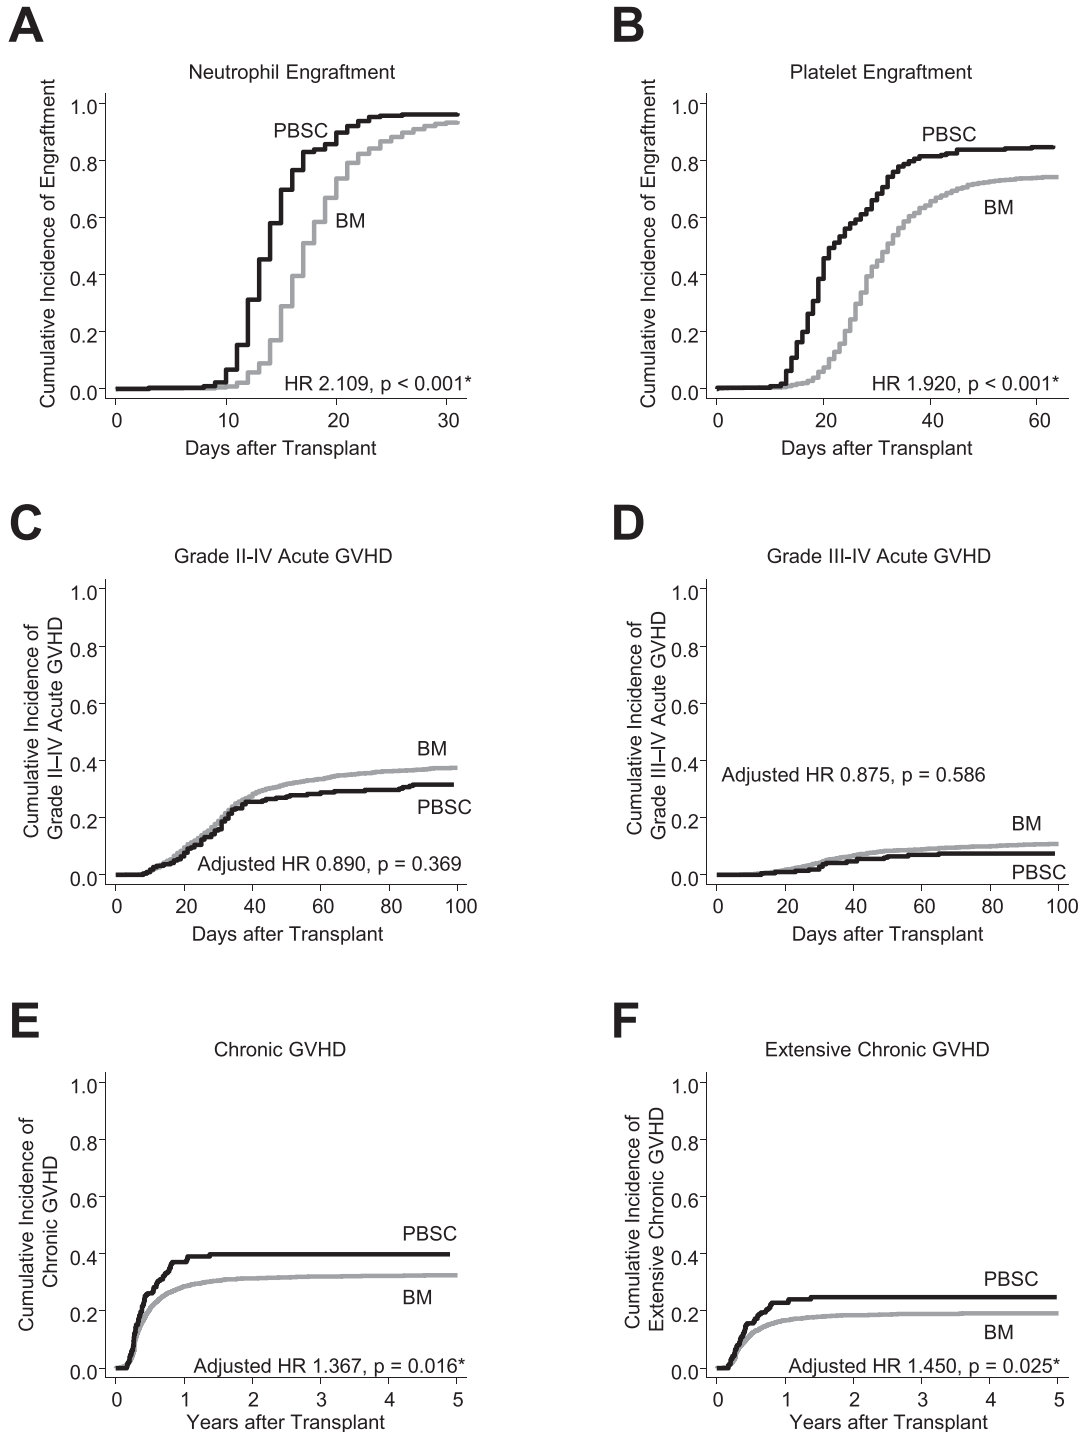 A
Neutrophil Engraftment
Cumulative Incidence of Engraftment
1.0
0.8
0.6
0.4
0.2
0.0
PBSC
BM
HR 2.109, p < 0.001*
0 10 20 30
Days after Transplant
B
Platelet Engraftment
Cumulative Incidence of Engraftment
1.0
0.8
0.6
0.4
0.2
0.0
PBSC
BM
HR 1.920, p < 0.001*
0 20 40 60
Days after Transplant
C
Grade II-IV Acute GVHD
Cumulative Incidence of
Grade II–IV Acute GVHD
1.0
0.8
0.6
0.4
0.2
0.0
BM
PBSC
Adjusted HR 0.890, p = 0.369
0 20 40 60 80 100
Days after Transplant
D
Grade III-IV Acute GVHD
Cumulative Incidence of
Grade III–IV Acute GVHD
1.0
0.8
0.6
0.4
0.2
0.0
Adjusted HR 0.875, p = 0.586
BM
PBSC
0 20 40 60 80 100
Days after Transplant
E
Chronic GVHD
Cumulative Incidence of
Chronic GVHD
1.0
0.8
0.6
0.4
0.2
0.0
PBSC
BM
Adjusted HR 1.367, p = 0.016*
0 1 2 3 4 5
Years after Transplant
F
Extensive Chronic GVHD
Cumulative Incidence of
Extensive Chronic GVHD
1.0
0.8
0.6
0.4
0.2
0.0
PBSC
BM
Adjusted HR 1.450, p = 0.025*
0 1 2 3 4 5
Years after Transplant